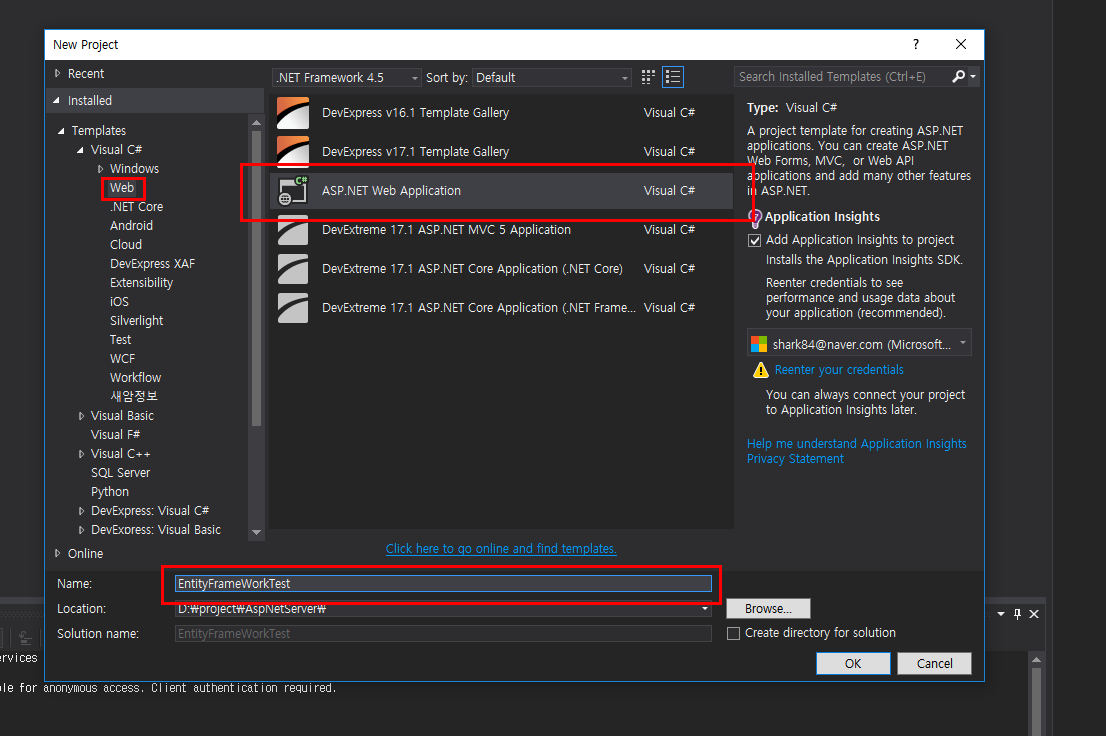 New Project
?
Recent
.NET Framework 4.5
Sort by: Default
Search Installed Templates (Ctrl+E)
Installed
Templates
Visual C#
Windows
Web
.NET Core
Android
Cloud
DevExpress XAF
Extensibility
iOS
Silverlight
Test
WCF
Workflow
새암정보
Visual Basic
Visual F#
Visual C++
SQL Server
Python
DevExpress: Visual C#
DevExpress: Visual Basic
Online
DevExpress v16.1 Template Gallery Visual C#
DevExpress v17.1 Template Gallery Visual C#
C#
ASP.NET Web Application Visual C#
DevExtreme 17.1 ASP.NET MVC 5 Application Visual C#
DevExtreme 17.1 ASP.NET Core Application (.NET Core) Visual C#
DevExtreme 17.1 ASP.NET Core Application (.NET Frame... Visual C#
Click here to go online and find templates.
Type: Visual C#
A project template for creating ASP.NET
applications. You can create ASP.NET
Web Forms, MVC, or Web API
applications and add many other features
in ASP.NET.
Application Insights
Add Application Insights to project
Installs the Application Insights SDK.
Reenter credentials to see
performance and usage data about
your application (recommended).
shark84@naver.com (Microsoft...
Reenter your credentials
You can always connect your project
to Application Insights later.
Help me understand Application Insights
Privacy Statement
Name: EntityFrameWorkTest
Location: D:₩project₩AspNetServer₩
Browse...
Solution name: EntityFrameWorkTest
Create directory for solution
OK
Cancel
ervices
ble for anonymous access. Client authentication required.